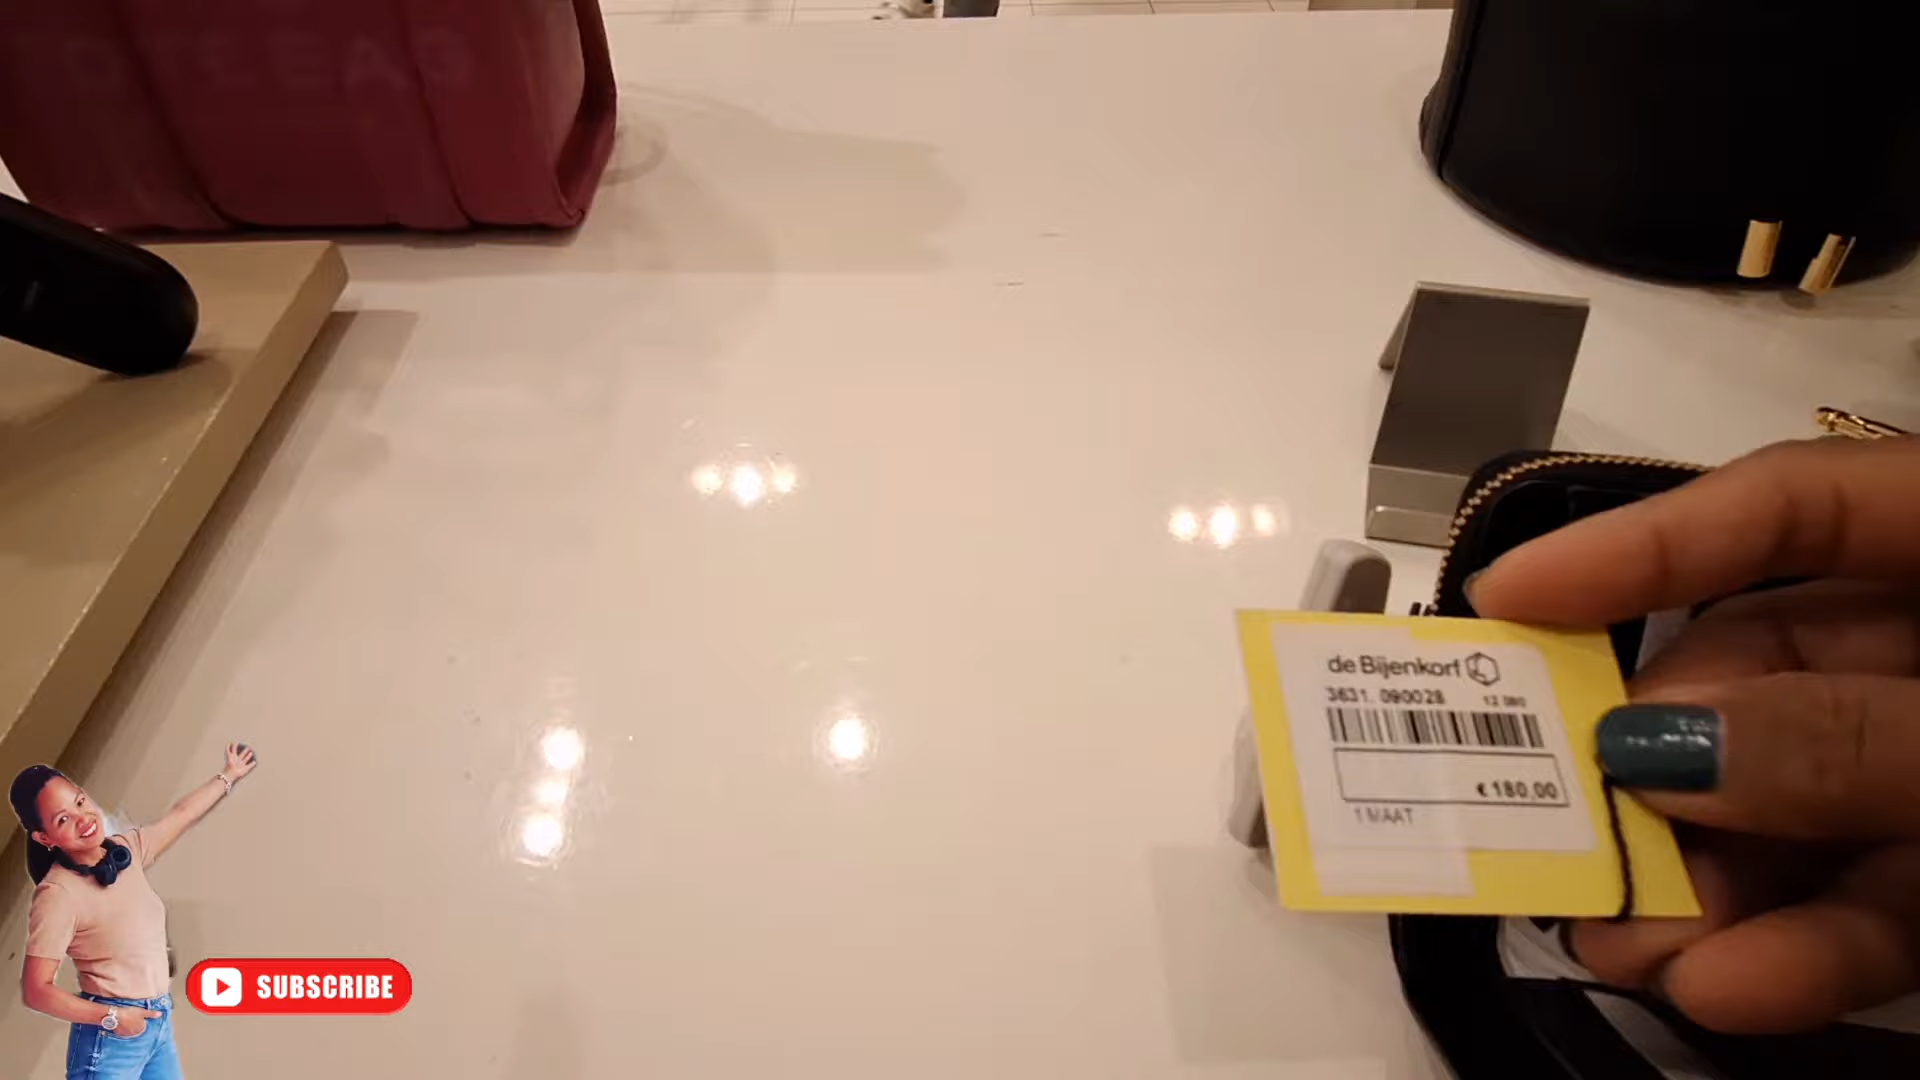 de Bijenkorf
3631. 090028
€ 180,00
1 MAAT
SUBSCRIBE